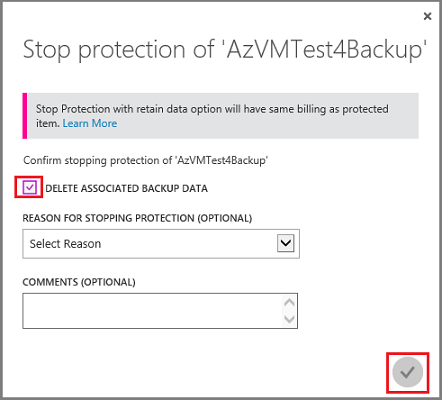 Stop protection of 'AzVMTest4Backup'
Stop Protection with retain data option will have same billing as protected
item. Learn More
Confirm stopping protection of 'AzVMTest4Backup'
DELETE ASSOCIATED BACKUP DATA
REASON FOR STOPPING PROTECTION (OPTIONAL)
Select Reason
COMMENTS (OPTIONAL)